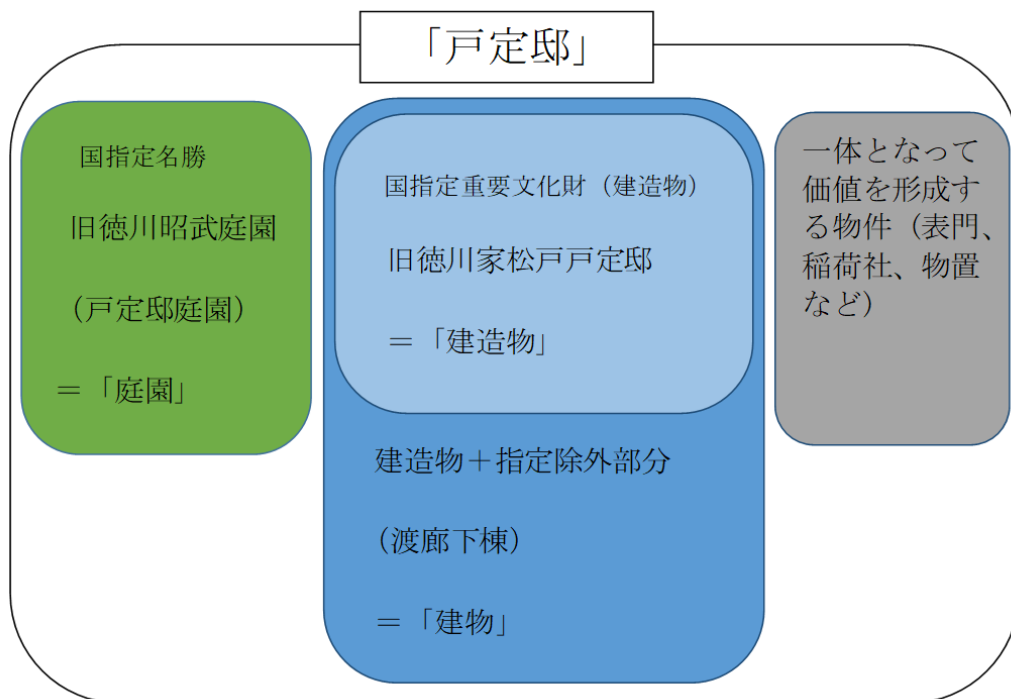 「戸定邸」
国指定名勝
旧徳川昭武庭園
（戸定邸庭園）
＝「庭園」
国指定重要文化財（建造物）
旧徳川家松戸戸定邸
＝「建造物」
建造物＋指定除外部分
（渡廊下棟）
＝「建物」
一体となって
価値を形成す
る物件（表門、
稲荷社、物置
など）